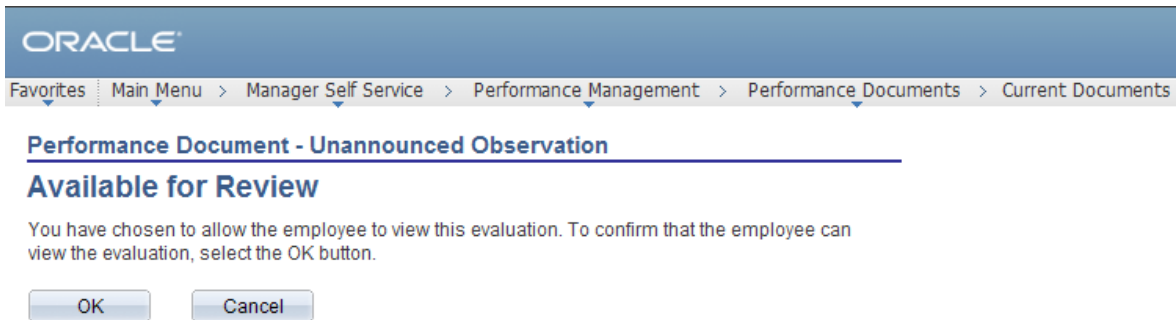 ORACLE
Favorites Main Menu > Manager Self Service > Performance Management > Performance Documents > Current Documents
Performance Document - Unannounced Observation
Available for Review
You have chosen to allow the employee to view this evaluation. To confirm that the employee can
view the evaluation, select the OK button.
OK Cancel